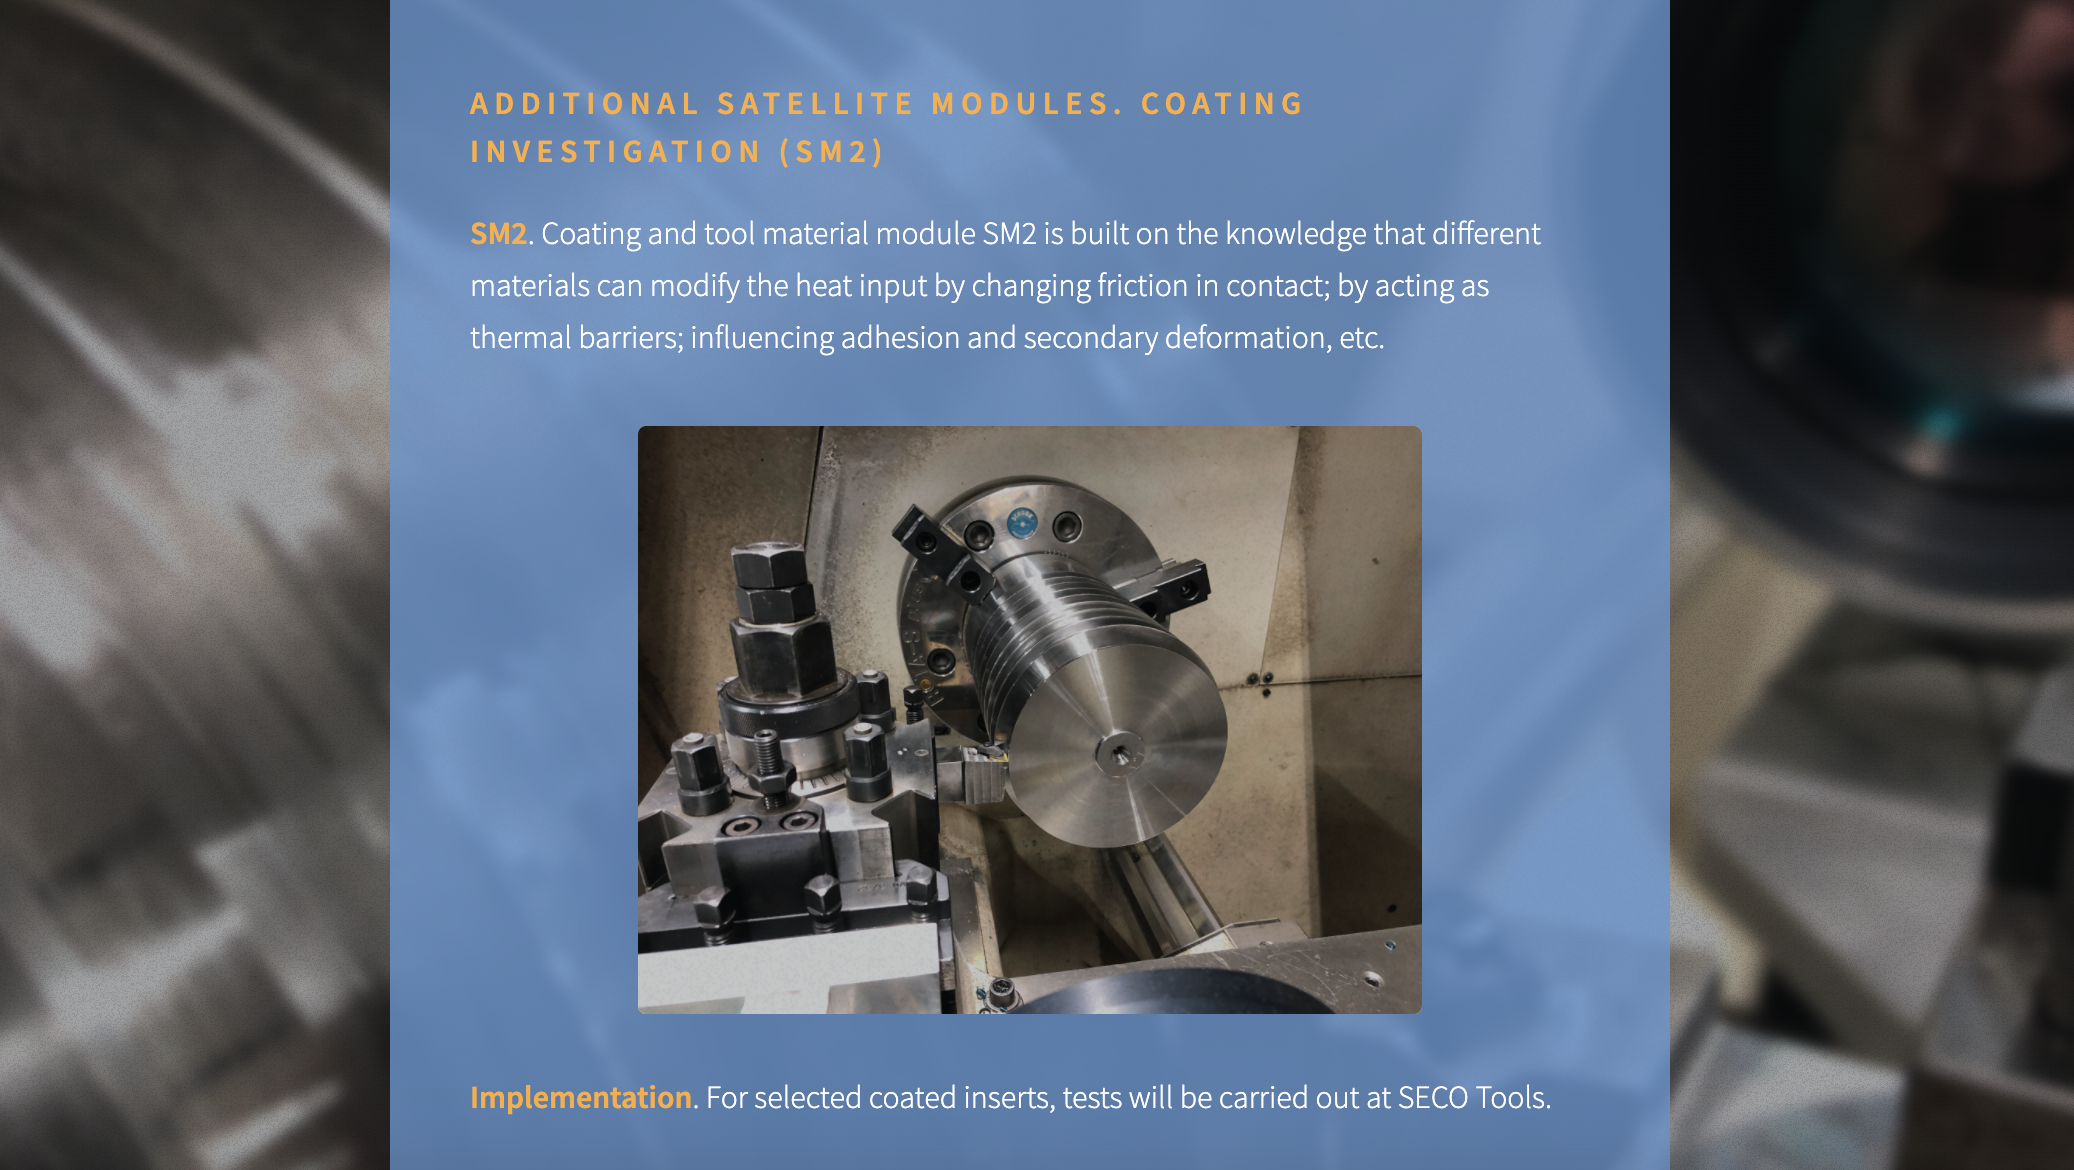 ADDITIONAL SATELLITE MODULES. COATING
INVESTIGATION (SM2)
SM2. Coating and tool material module SM2 is built on the knowledge that different
materials can modify the heat input by changing friction in contact; by acting as
thermal barriers; influencing adhesion and secondary deformation, etc.
Implementation. For selected coated inserts, tests will be carried out at SECO Tools.